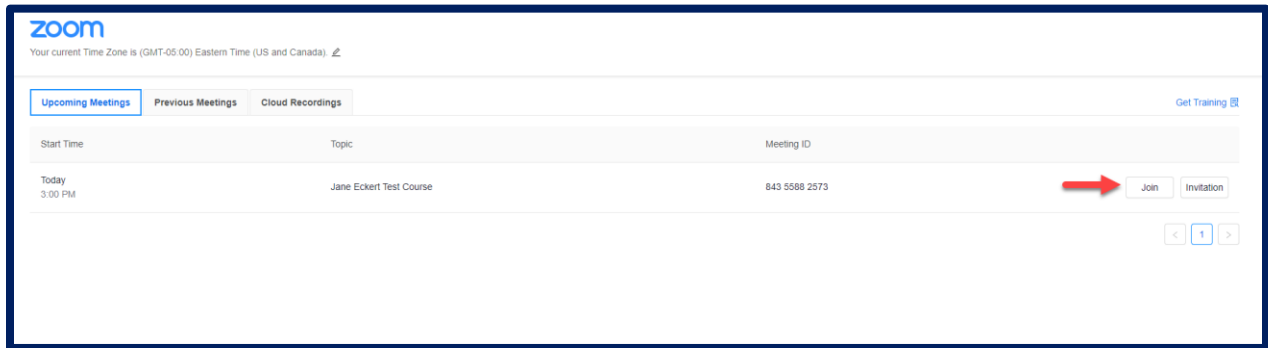 zoom
Your current Time Zone is (GMT-05:00) Eastern Time (US and Canada).
Upcoming Meetings Previous Meetings Cloud Recordings Get Training
Start Time Topic Meeting ID
Today
3:00 PM Jane Eckert Test Course 843 5588 2573 Join Invitation
< 1 >